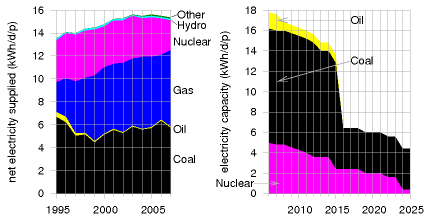 net electricity supplied (kWh/d/p)
16
14
12
10
8
6
4
2
0
1995 2000 2005
Other
Hydro
Nuclear
Gas
Oil
Coal
electricity capacity (kWh/d/p)
18
16
14
12
10
8
6
4
2
0
2010 2015 2020 2025
Oil
Coal
Nuclear